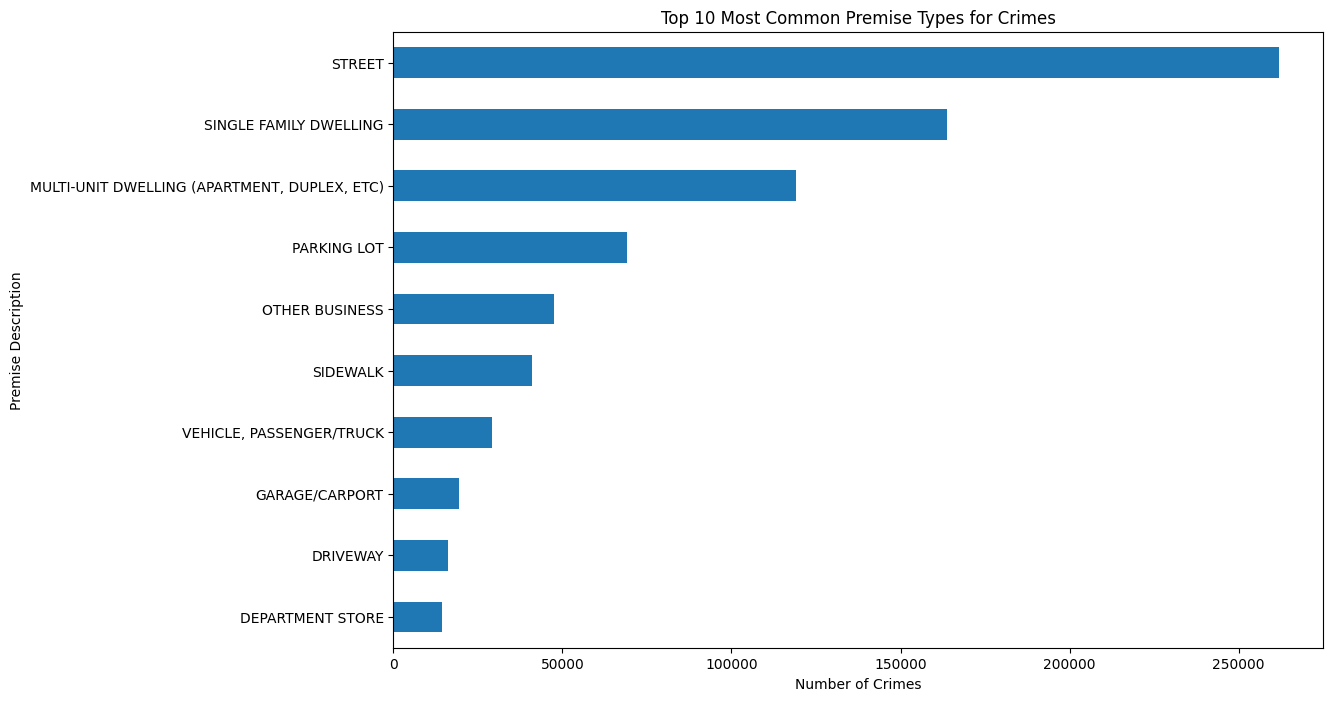 Top 10 Most Common Premise Types for Crimes
Premise Description
STREET
SINGLE FAMILY DWELLING
MULTI-UNIT DWELLING (APARTMENT, DUPLEX, ETC)
PARKING LOT
OTHER BUSINESS
SIDEWALK
VEHICLE, PASSENGER/TRUCK
GARAGE/CARPORT
DRIVEWAY
DEPARTMENT STORE
0 50000 100000 150000 200000 250000
Number of Crimes